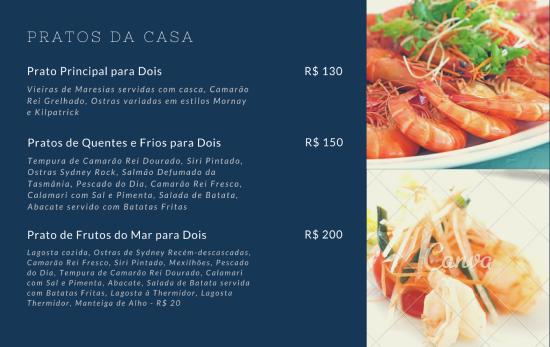 PRATOS DA CASA
Prato Principal para Dois R$ 130
Vieiras de Maresias servidas com casca, Camarão
Rei Grelhado, Ostras variadas em estilos Mornay
e Kilpatrick
Pratos de Quentes e Frios para Dois R$ 150
Tempura de Camarão Rei Dourado, Siri Pintado,
Ostras Sydney Rock, Salmão Defumado da
Tasmânia, Pescado do Dia, Camarão Rei Fresco,
Calamari com Sal e Pimenta, Salada de Batata,
Abacate servido com Batatas Fritas
Prato de Frutos do Mar para Dois R$ 200
Lagosta cozida, Ostras de Sydney Recém-descascadas,
Camarão Rei Fresco, Siri Pintado, Mexilhões, Pescado
do Dia, Tempura de Camarão Rei Dourado, Calamari
com Sal e Pimenta, Abacate, Salada de Batata servida
com Batatas Fritas, Lagosta à Thermidor, Lagosta
Thermidor, Manteiga de Alho - R$ 20
Canva